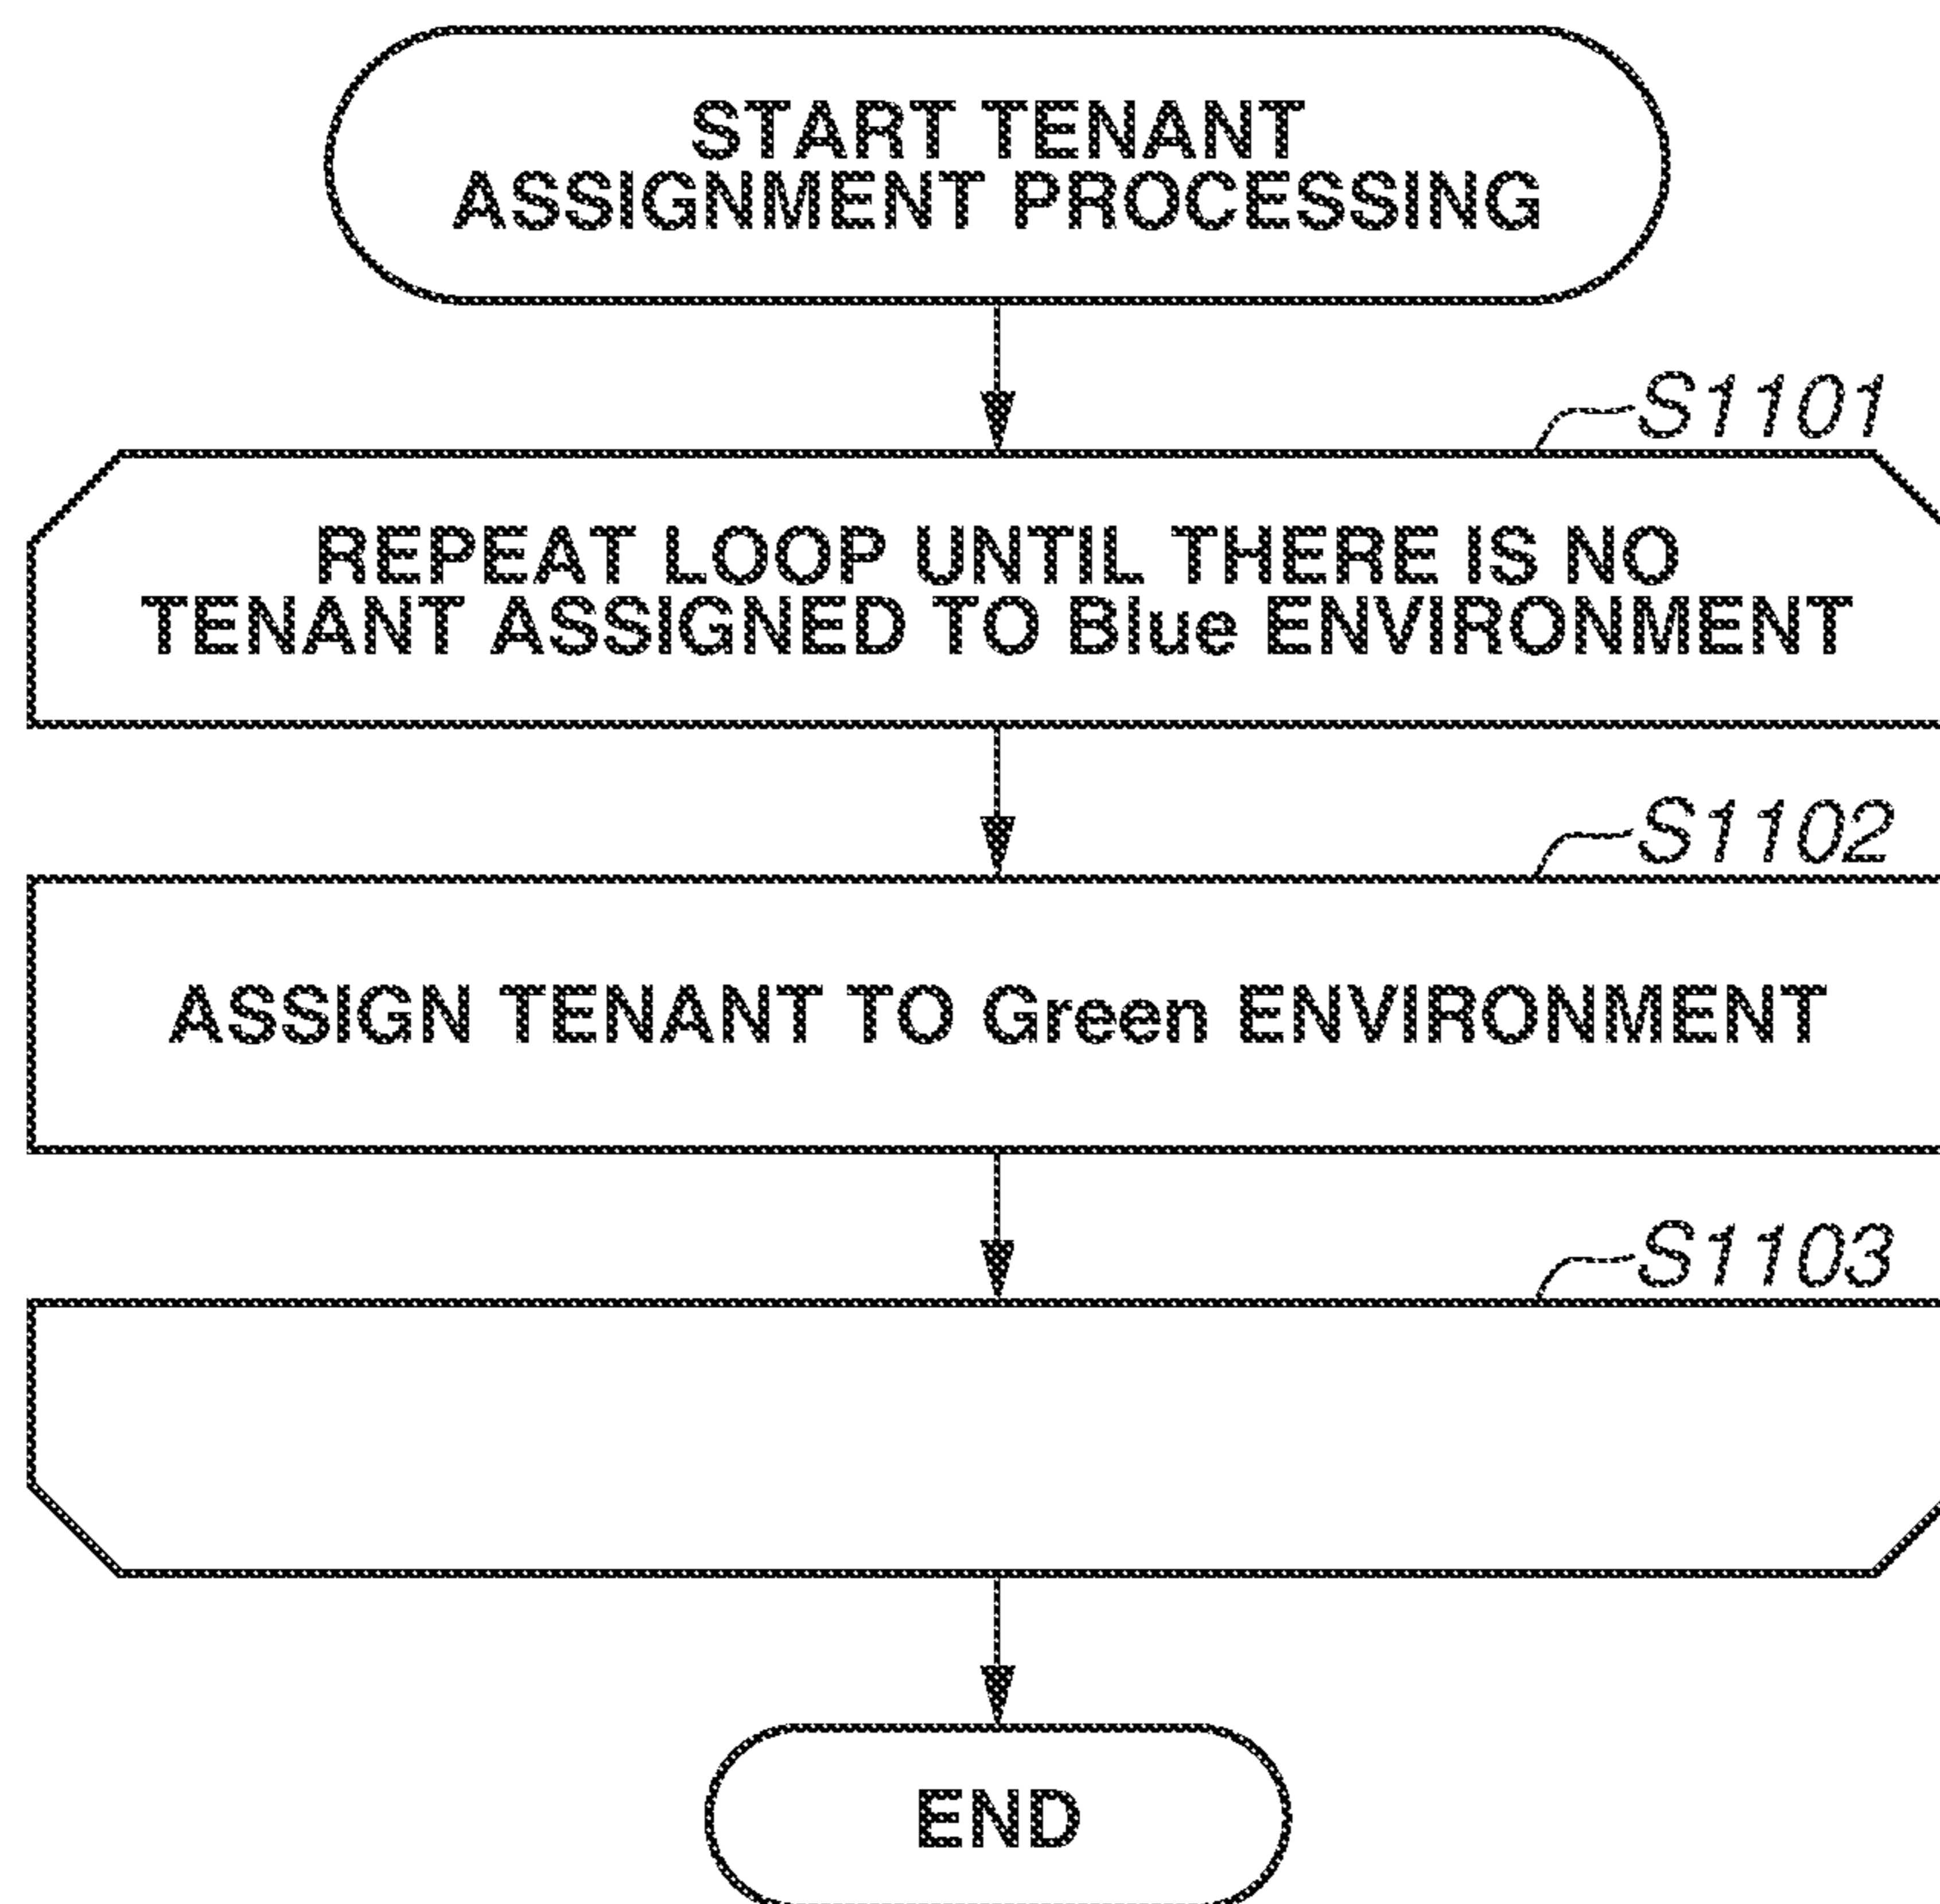 START TENANT
ASSIGNMENT PROCESSING
S1101
REPEAT LOOP UNTIL THERE IS NO
TENANT ASSIGNED TO Blue ENVIRONMENT
S1102
ASSIGN TENANT TO Green ENVIRONMENT
S1103
END